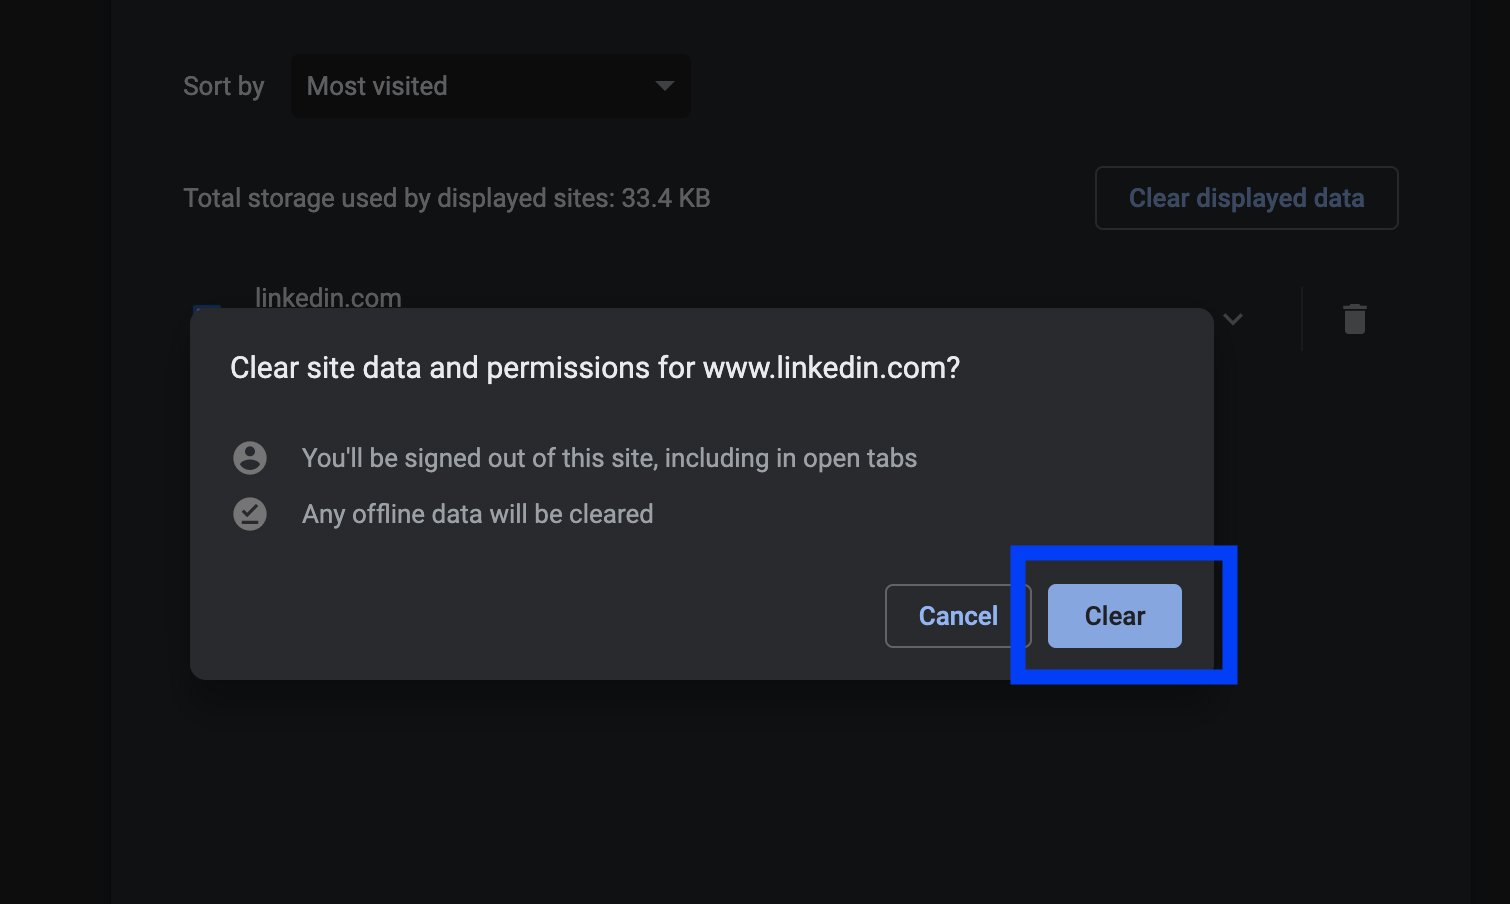 Sort by Most visited
Total storage used by displayed sites: 33.4 KB Clear displayed data
linkedin.com
Clear site data and permissions for www.linkedin.com?
You'll be signed out of this site, including in open tabs
Any offline data will be cleared
Cancel Clear